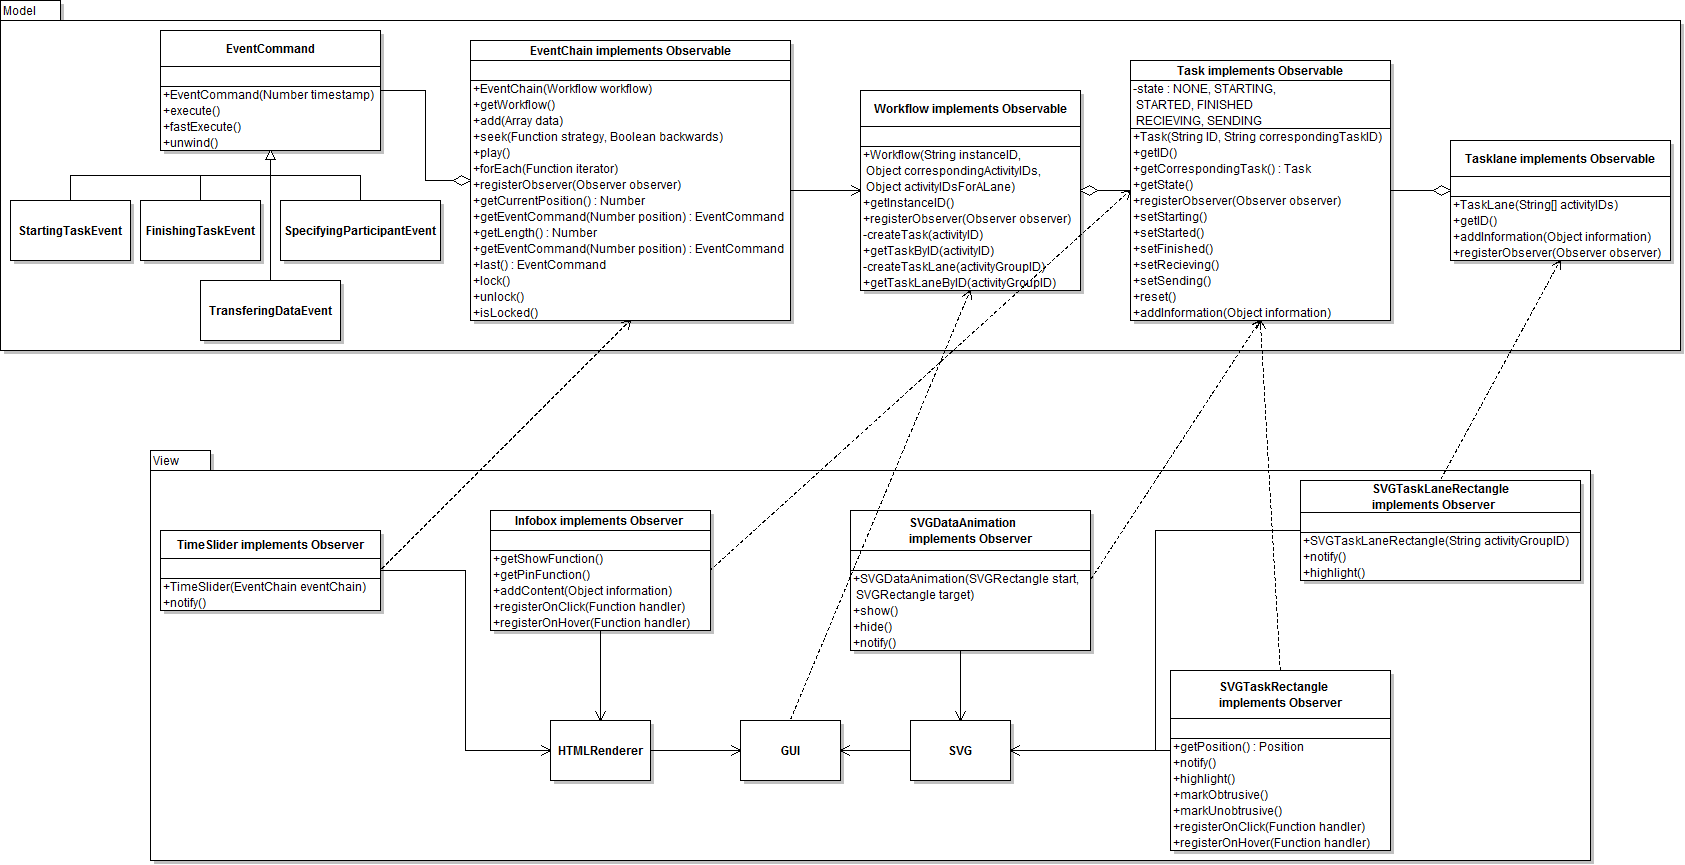 Model
EventCommand
+EventCommand(Number timestamp)
+execute()
+fastExecute()
+unwind()
StartingTaskEvent
FinishingTaskEvent
SpecifyingParticipantEvent
TransferingDataEvent
EventChain implements Observable
+EventChain(Workflow workflow)
+getWorkflow()
+add(Array data)
+seek(Function strategy, Boolean backwards)
+play()
+forEach(Function iterator)
+registerObserver(Observer observer)
+getCurrentPosition() : Number
+getEventCommand(Number position) : EventCommand
+getLength() : Number
+getEventCommand(Number position) : EventCommand
+last() : EventCommand
+lock()
+unlock()
+isLocked()
Workflow implements Observable
+Workflow(String instanceID,
Object correspondingActivityIDs,
Object activityIDsForALane)
+getInstanceID()
+registerObserver(Observer observer)
-createTask(activityID)
+getTaskByID(activityID)
-createTaskLane(activityGroupID)
+getTaskLaneByID(activityGroupID)
Task implements Observable
-state : NONE, STARTING,
STARTED, FINISHED
RECIEVING, SENDING
+Task(String ID, String correspondingTaskID)
+getID()
+getCorrespondingTask() : Task
+getState()
+registerObserver(Observer observer)
+setStarting()
+setStarted()
+setFinished()
+setRecieving()
+setSending()
+reset()
+addInformation(Object information)
Tasklane implements Observable
+TaskLane(String[] activityIDs)
+getID()
+addInformation(Object information)
+registerObserver(Observer observer)
View
TimeSlider implements Observer
+TimeSlider(EventChain eventChain)
+notify()
Infobox implements Observer
+getShowFunction()
+getPinFunction()
+addContent(Object information)
+registerOnClick(Function handler)
+registerOnHover(Function handler)
SVGDataAnimation
implements Observer
+SVGDataAnimation(SVGRectangle start,
SVGRectangle target)
+show()
+hide()
+notify()
SVGTaskLaneRectangle
implements Observer
+SVGTaskLaneRectangle(String activityGroupID)
+notify()
+highlight()
SVGTaskRectangle
implements Observer
+getPosition() : Position
+notify()
+highlight()
+markObtrusive()
+markUnobtrusive()
+registerOnClick(Function handler)
+registerOnHover(Function handler)
HTMLRenderer
GUI
SVG